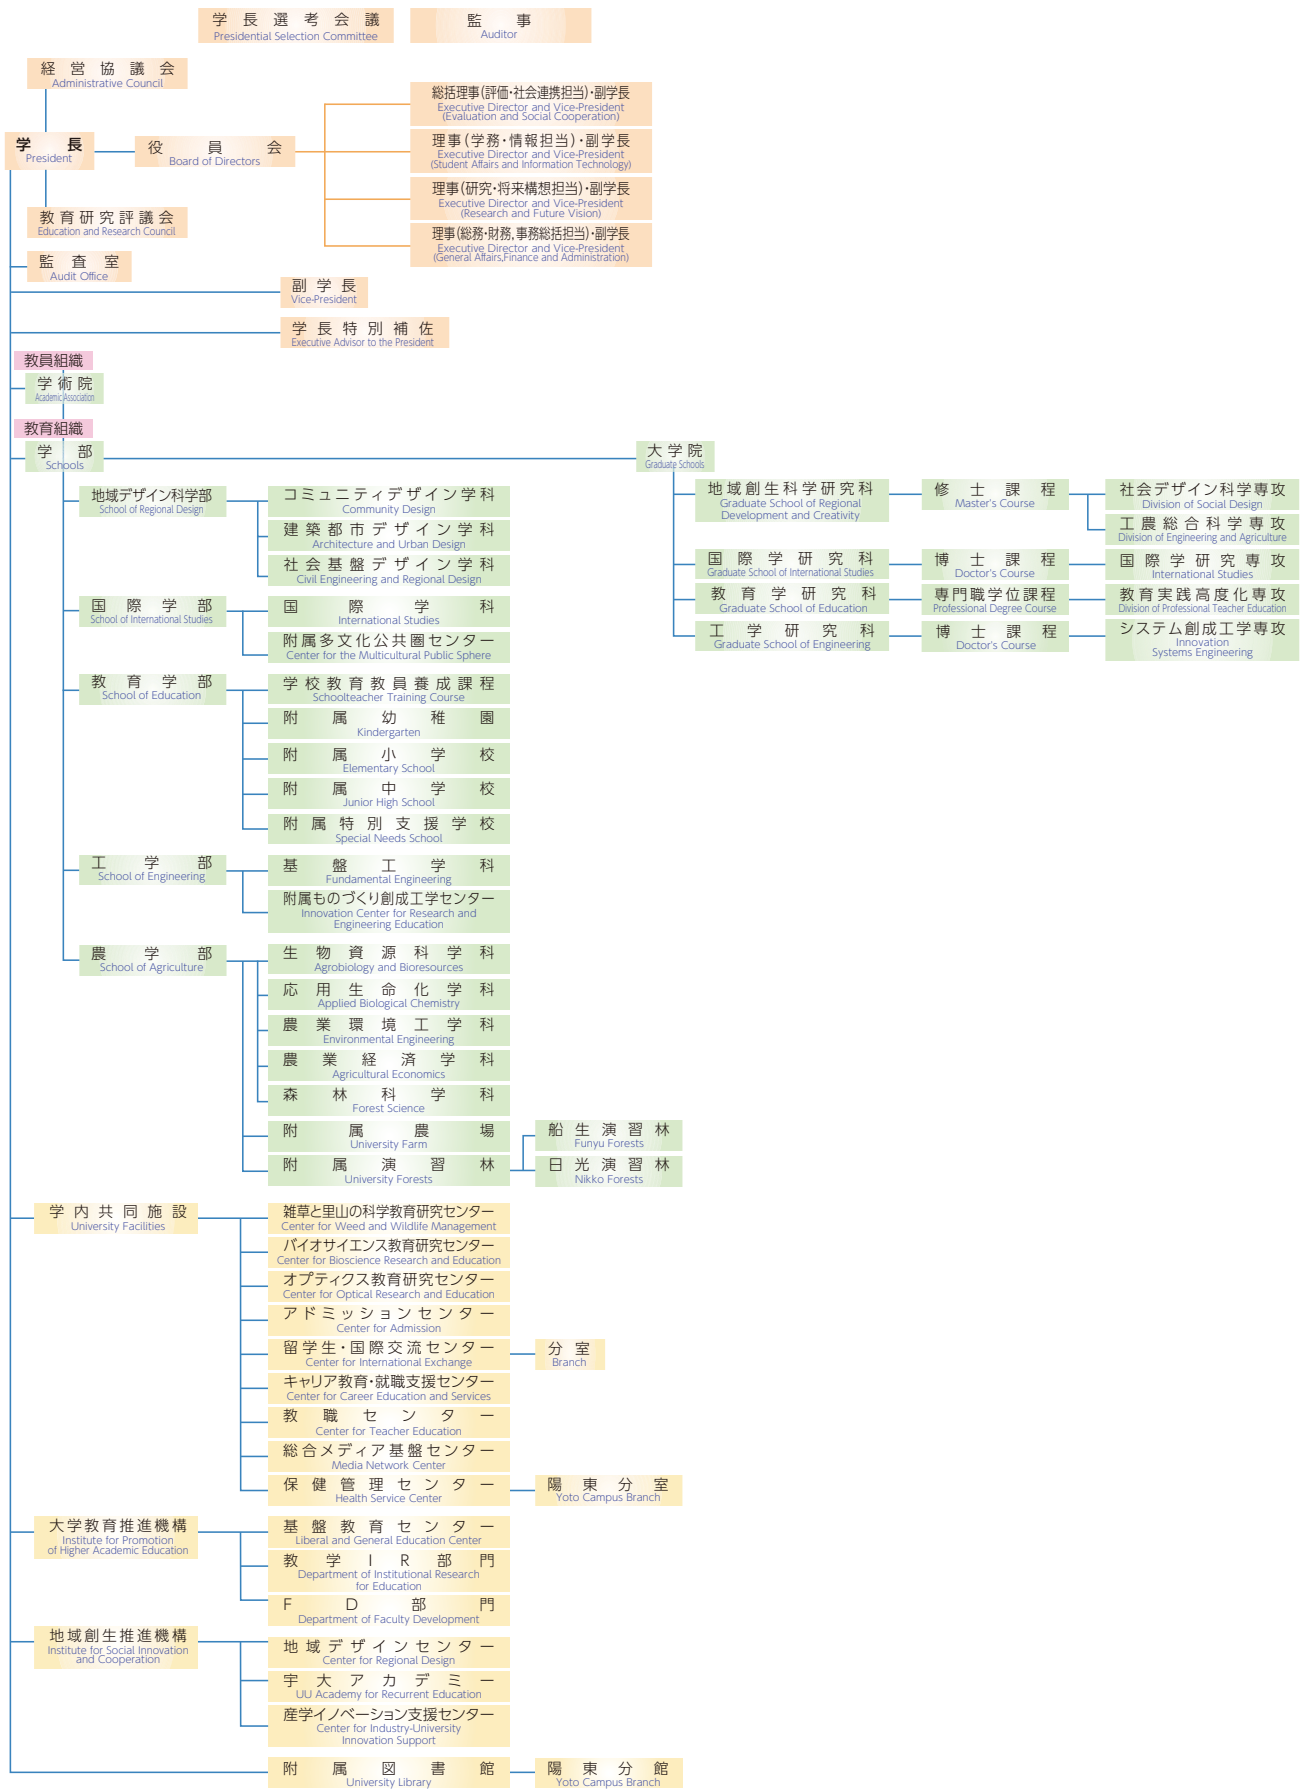 学長選考会議
Presidential Selection Committee
監事
Auditor
経営協議会
Administrative Council
学長
President
役員会
Board of Directors
総括理事(評価・社会連携担当)・副学長
Executive Director and Vice-President
(Evaluation and Social Cooperation)
理事(学務・情報担当)・副学長
Executive Director and Vice-President
(Student Affairs and Information Technology)
理事(研究・将来構想担当)・副学長
Executive Director and Vice-President
(Research and Future Vision)
理事(総務・財務,事務総括担当)・副学長
Executive Director and Vice-President
(General Affairs,Finance and Administration)
教育研究評議会
Education and Research Council
監査室
Audit Office
副学長
Vice-President
学長特別補佐
Executive Advisor to the President
教員組織
学術院
Academic Association
教育組織
学部
Schools
地域デザイン科学部
School of Regional Design
コミュニティデザイン学科
Community Design
建築都市デザイン学科
Architecture and Urban Design
社会基盤デザイン学科
Civil Engineering and Regional Design
国際学部
School of International Studies
国際学科
International Studies
附属多文化公共圏センター
Center for the Multicultural Public Sphere
教育学部
School of Education
学校教育教員養成課程
Schoolteacher Training Course
附属幼稚園
Kindergarten
附属小学校
Elementary School
附属中学校
Junior High School
附属特別支援学校
Special Needs School
工学部
School of Engineering
基盤工学科
Fundamental Engineering
附属ものづくり創成工学センター
Innovation Center for Research and
Engineering Education
農学部
School of Agriculture
生物資源科学科
Agrobiology and Bioresources
応用生命化学科
Applied Biological Chemistry
農業環境工学科
Environmental Engineering
農業経済学科
Agricultural Economics
森林科学科
Forest Science
附属農場
University Farm
附属演習林
University Forests
船生演習林
Funyu Forests
日光演習林
Nikko Forests
大学院
Graduate Schools
地域創生科学研究科
Graduate School of Regional
Development and Creativity
修士課程
Master's Course
社会デザイン科学専攻
Division of Social Design
工農総合科学専攻
Division of Engineering and Agriculture
国際学研究科
Graduate School of International Studies
博士課程
Doctor's Course
国際学研究専攻
International Studies
教育学研究科
Graduate School of Education
専門職学位課程
Professional Degree Course
教育実践高度化専攻
Division of Professional Teacher Education
工学研究科
Graduate School of Engineering
博士課程
Doctor's Course
システム創成工学専攻
Innovation
Systems Engineering
学内共同施設
University Facilities
雑草と里山の科学教育研究センター
Center for Weed and Wildlife Management
バイオサイエンス教育研究センター
Center for Bioscience Research and Education
オプティクス教育研究センター
Center for Optical Research and Education
アドミッションセンター
Center for Admission
留学生・国際交流センター
Center for International Exchange
分室
Branch
キャリア教育・就職支援センター
Center for Career Education and Services
教職センター
Center for Teacher Education
総合メディア基盤センター
Media Network Center
保健管理センター
Health Service Center
陽東分室
Yoto Campus Branch
大学教育推進機構
Institute for Promotion
of Higher Academic Education
基盤教育センター
Liberal and General Education Center
教学IR部門
Department of Institutional Research
for Education
FD部門
Department of Faculty Development
地域創生推進機構
Institute for Social Innovation
and Cooperation
地域デザインセンター
Center for Regional Design
宇大アカデミー
UU Academy for Recurrent Education
産学イノベーション支援センター
Center for Industry-University
Innovation Support
附属図書館
University Library
陽東分館
Yoto Campus Branch